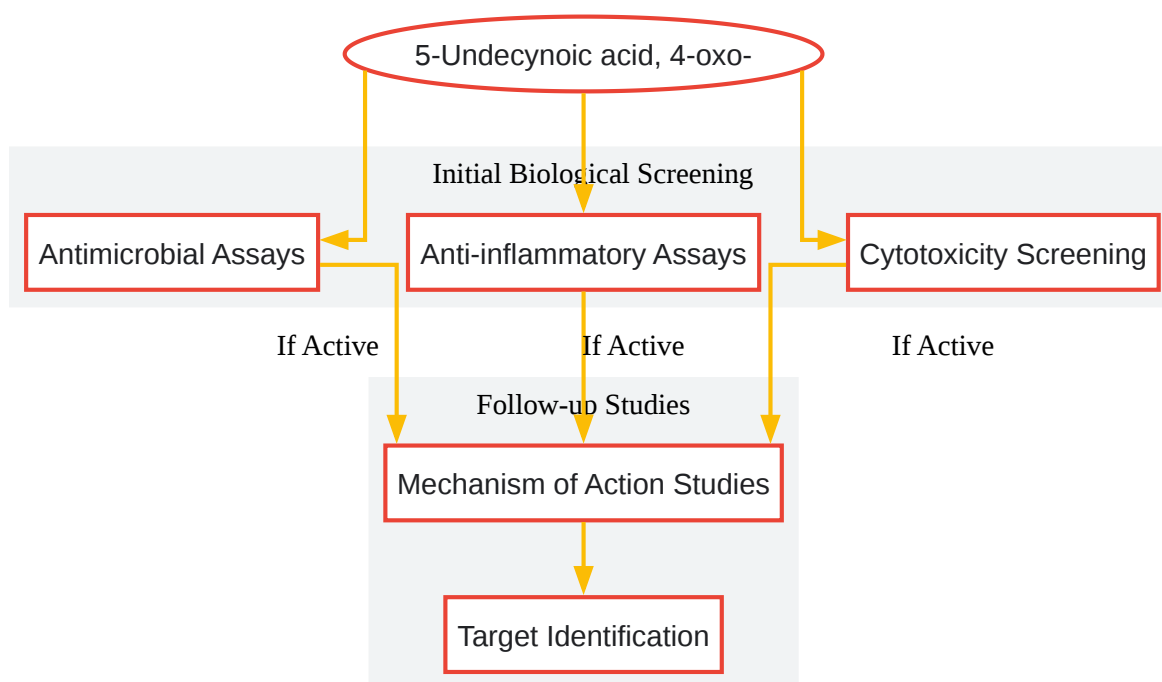 5-Undecynoic acid, 4-oxo-
Initial Biological Screening
Antimicrobial Assays
Anti-inflammatory Assays
Cytotoxicity Screening
If Active
If Active
If Active
Follow-up Studies
Mechanism of Action Studies
Target Identification